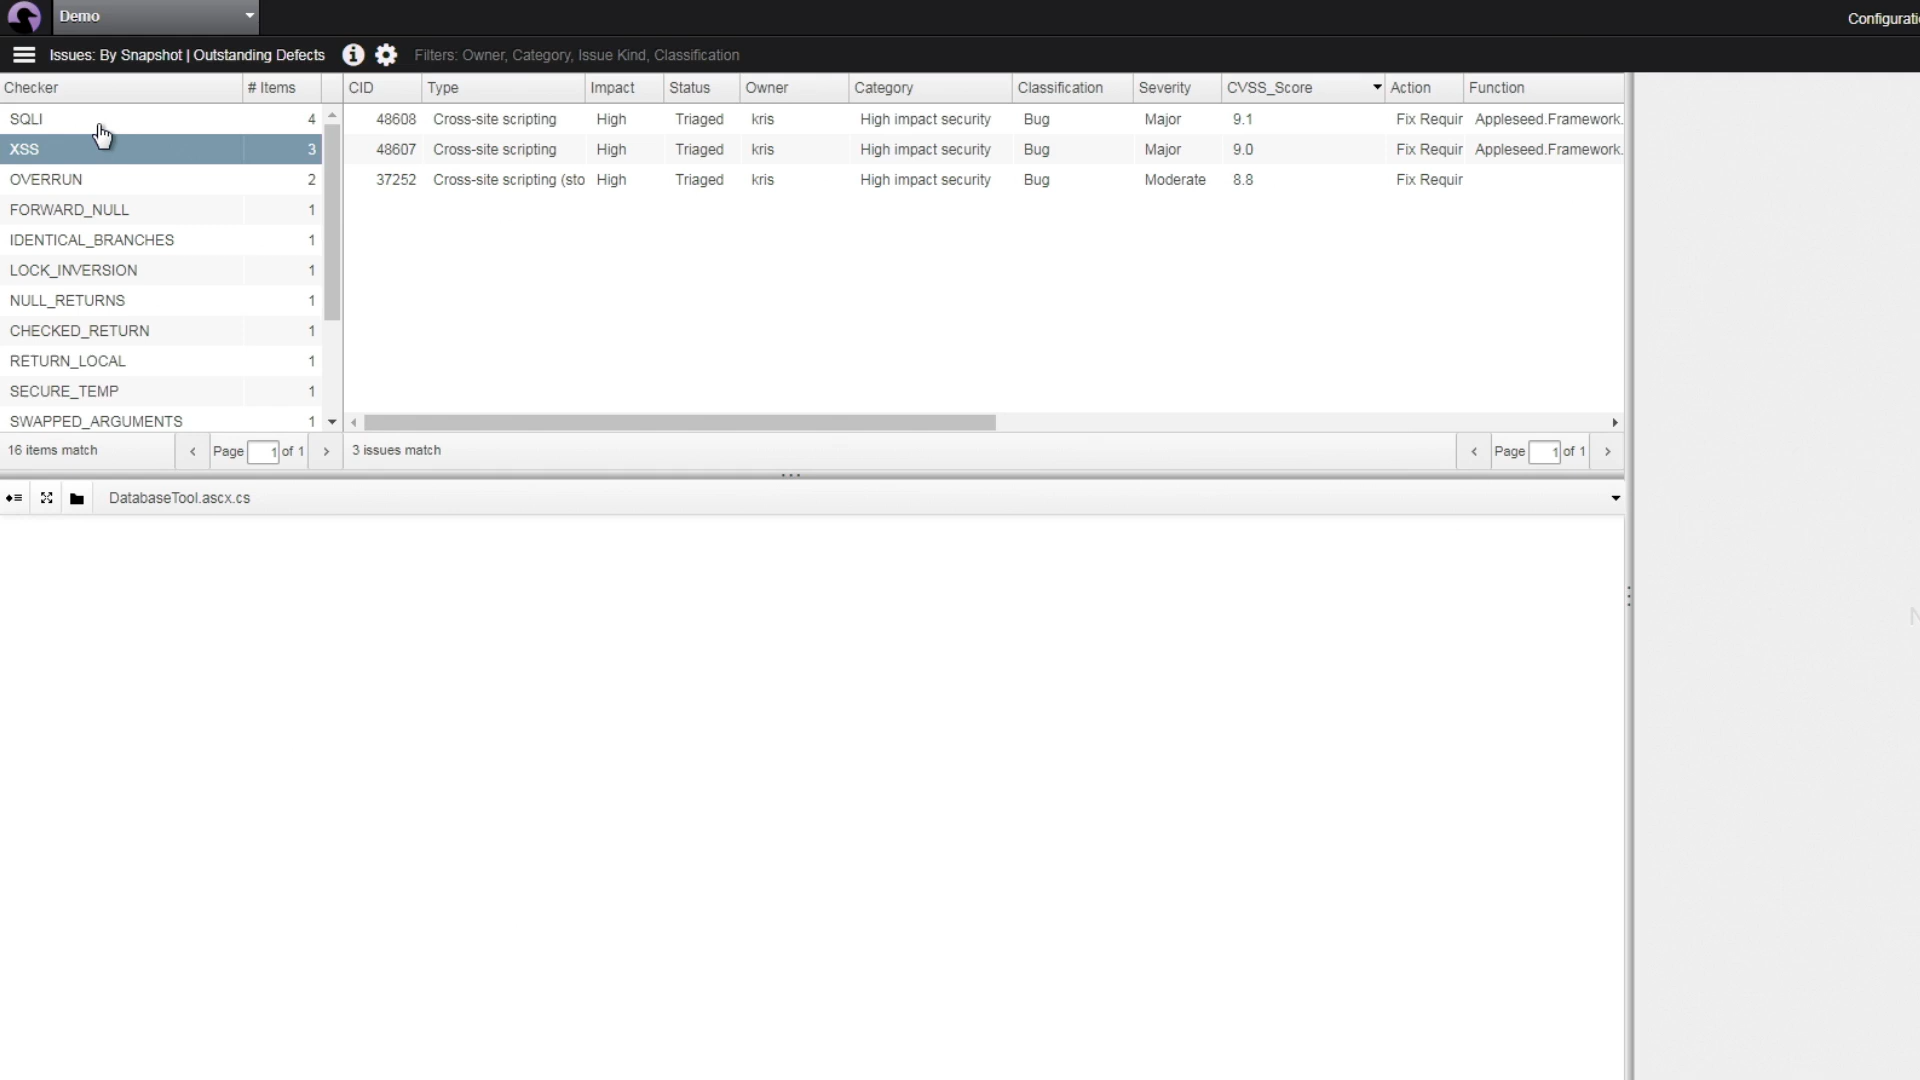 Demo
Configurati
Issues: By Snapshot | Outstanding Defects Filters: Owner, Category, Issue Kind, Classification
Checker # Items CID Type Impact Status Owner Category Classification Severity CVSS_Score Action Function
SQLI 4 48608 Cross-site scripting High Triaged kris High impact security Bug Major 9.1 Fix Requir Appleseed.Framework.
XSS 3 48607 Cross-site scripting High Triaged kris High impact security Bug Major 9.0 Fix Requir Appleseed.Framework.
OVERRUN 2 37252 Cross-site scripting (sto High Triaged kris High impact security Bug Moderate 8.8 Fix Requir
FORWARD_NULL 1
IDENTICAL_BRANCHES 1
LOCK_INVERSION 1
NULL_RETURNS 1
CHECKED_RETURN 1
RETURN_LOCAL 1
SECURE_TEMP 1
SWAPPED_ARGUMENTS 1
16 items match Page 1 of 1 3 issues match Page 1 of 1
DatabaseTool.ascx.cs
N